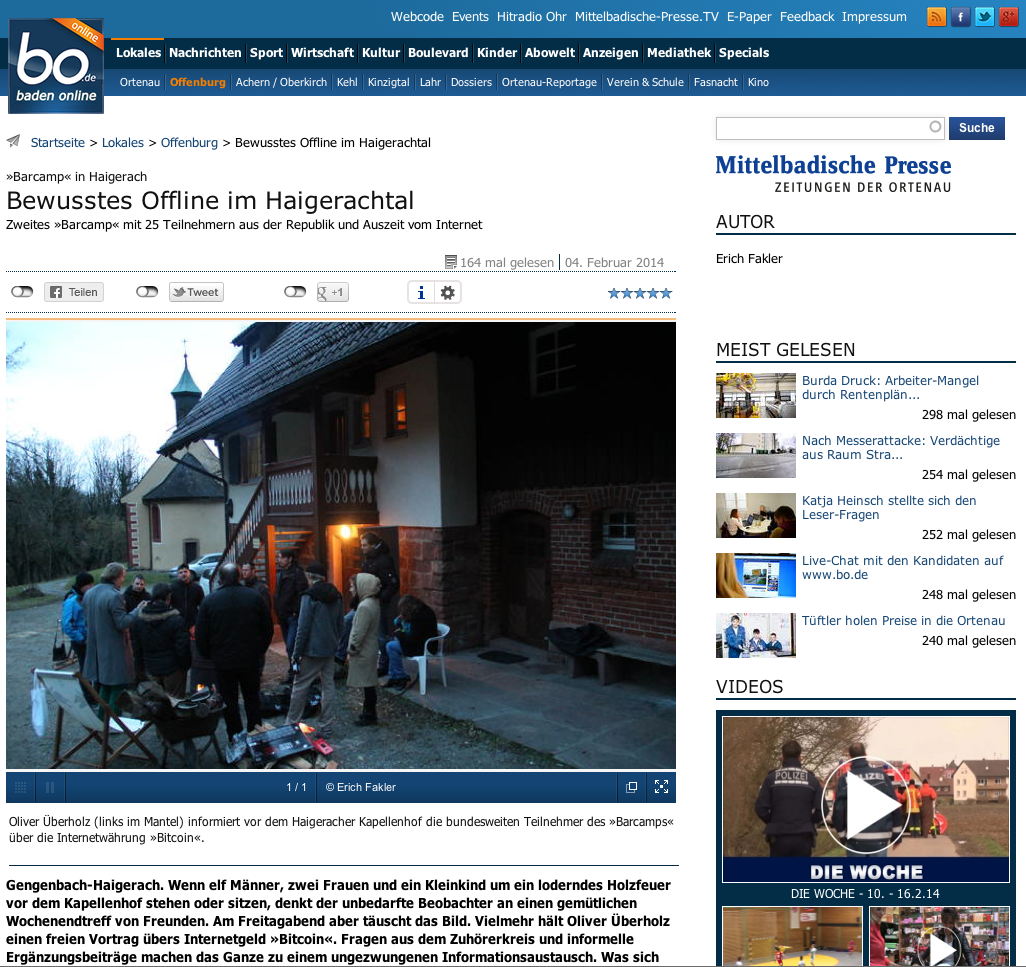 Webcode Events Hitradio Ohr Mittelbadische-Presse.TV E-Paper Feedback Impressum
online
bo.de
baden online
Lokales Nachrichten Sport Wirtschaft Kultur Boulevard Kinder Abowelt Anzeigen Mediathek Specials
Ortenau Offenburg Achern / Oberkirch Kehl Kinzigtal Lahr Dossiers Ortenau-Reportage Verein & Schule Fasnacht Kino
Startseite > Lokales > Offenburg > Bewusstes Offline im Haigerachtal
»Barcamp« in Haigerach
Bewusstes Offline im Haigerachtal
Zweites »Barcamp« mit 25 Teilnehmern aus der Republik und Auszeit vom Internet
164 mal gelesen | 04. Februar 2014
Teilen
Tweet
+1
1 / 1
© Erich Fakler
Oliver Überholz (links im Mantel) informiert vor dem Haigeracher Kapellenhof die bundesweiten Teilnehmer des »Barcamps«
über die Internetwährung »Bitcoin«.
Gengenbach-Haigerach. Wenn elf Männer, zwei Frauen und ein Kleinkind um ein loderndes Holzfeuer
vor dem Kapellenhof stehen oder sitzen, denkt der unbedarfte Beobachter an einen gemütlichen
Wochenendtreff von Freunden. Am Freitagabend aber täuscht das Bild. Vielmehr hält Oliver Überholz
einen freien Vortrag übers Internetgeld »Bitcoin«. Fragen aus dem Zuhörerkreis und informelle
Ergänzungsbeiträge machen das Ganze zu einem ungezwungenen Informationsaustausch. Was sich
Suche
Mittelbadische Presse
ZEITUNGEN DER ORTENAU
AUTOR
Erich Fakler
MEIST GELESEN
Burda Druck: Arbeiter-Mangel
durch Rentenplän...
298 mal gelesen
Nach Messerattacke: Verdächtige
aus Raum Stra...
254 mal gelesen
Katja Heinsch stellte sich den
Leser-Fragen
252 mal gelesen
Live-Chat mit den Kandidaten auf
www.bo.de
248 mal gelesen
Tüftler holen Preise in die Ortenau
240 mal gelesen
VIDEOS
POLIZEI
POLIZEI
DIE WOCHE
DIE WOCHE - 10. - 16.2.14